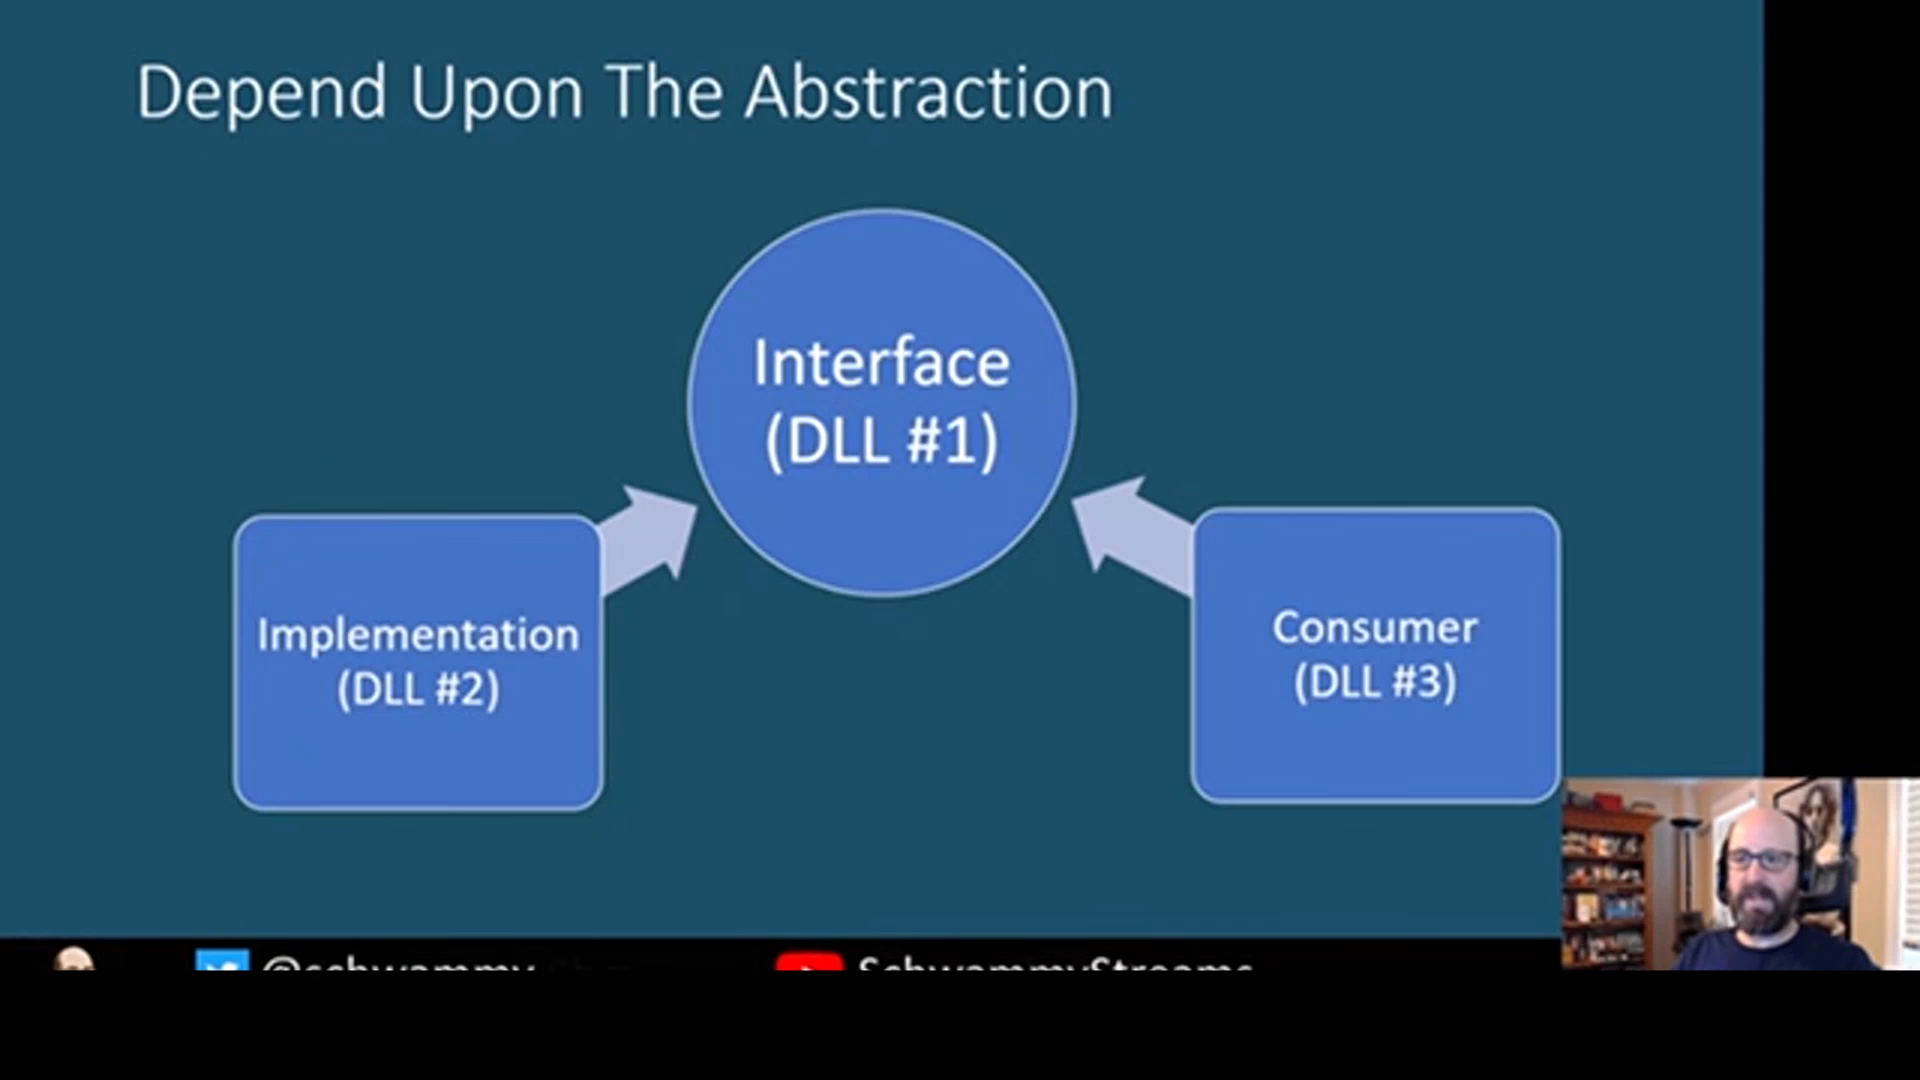 Depend Upon The Abstraction
Interface
(DLL #1)
Implementation
(DLL #2)
Consumer
(DLL #3)
@schwammy
SchwammyStreams